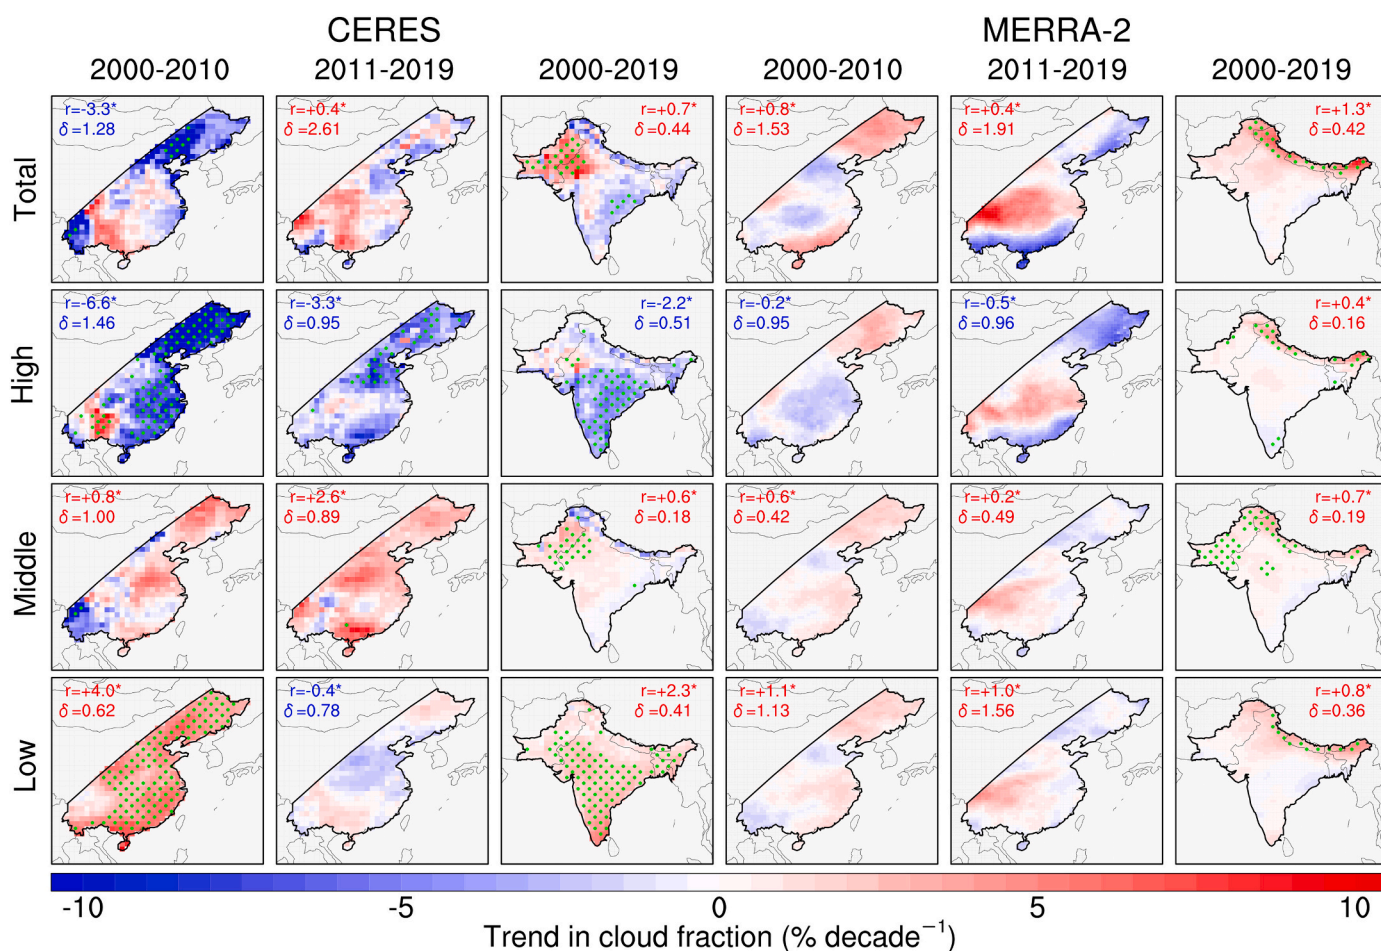 CERES MERRA-2
2000-2010 2011-2019 2000-2019 2000-2010 2011-2019 2000-2019
Total
r=-3.3* r=+0.4* r=+0.7* r=+0.8* r=+0.4* r=+1.3*
δ=1.28 δ=2.61 δ=0.44 δ=1.53 δ=1.91 δ=0.42
High
r=-6.6* r=-3.3* r=-2.2* r=-0.2* r=-0.5* r=+0.4*
δ=1.46 δ=0.95 δ=0.51 δ=0.95 δ=0.96 δ=0.16
Middle
r=+0.8* r=+2.6* r=+0.6* r=+0.6* r=+0.2* r=+0.7*
δ=1.00 δ=0.89 δ=0.18 δ=0.42 δ=0.49 δ=0.19
Low
r=+4.0* r=-0.4* r=+2.3* r=+1.1* r=+1.0* r=+0.8*
δ=0.62 δ=0.78 δ=0.41 δ=1.13 δ=1.56 δ=0.36
-10 -5 0 5 10
Trend in cloud fraction (% decade⁻¹)